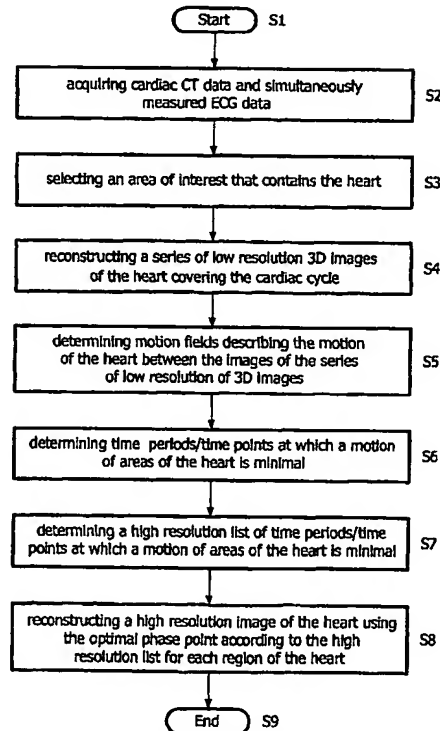 Start S1
acquiring cardiac CT data and simultaneously
measured ECG data
S2
selecting an area of interest that contains the heart S3
reconstructing a series of low resolution 3D images
of the heart covering the cardiac cycle
S4
determining motion fields describing the motion
of the heart between the images of the series
of low resolution of 3D images
S5
determining time periods/time points at which a motion
of areas of the heart is minimal
S6
determining a high resolution list of time periods/time
points at which a motion of areas of the heart is minimal
S7
reconstructing a high resolution image of the heart using
the optimal phase point according to the high
resolution list for each region of the heart
S8
End S9